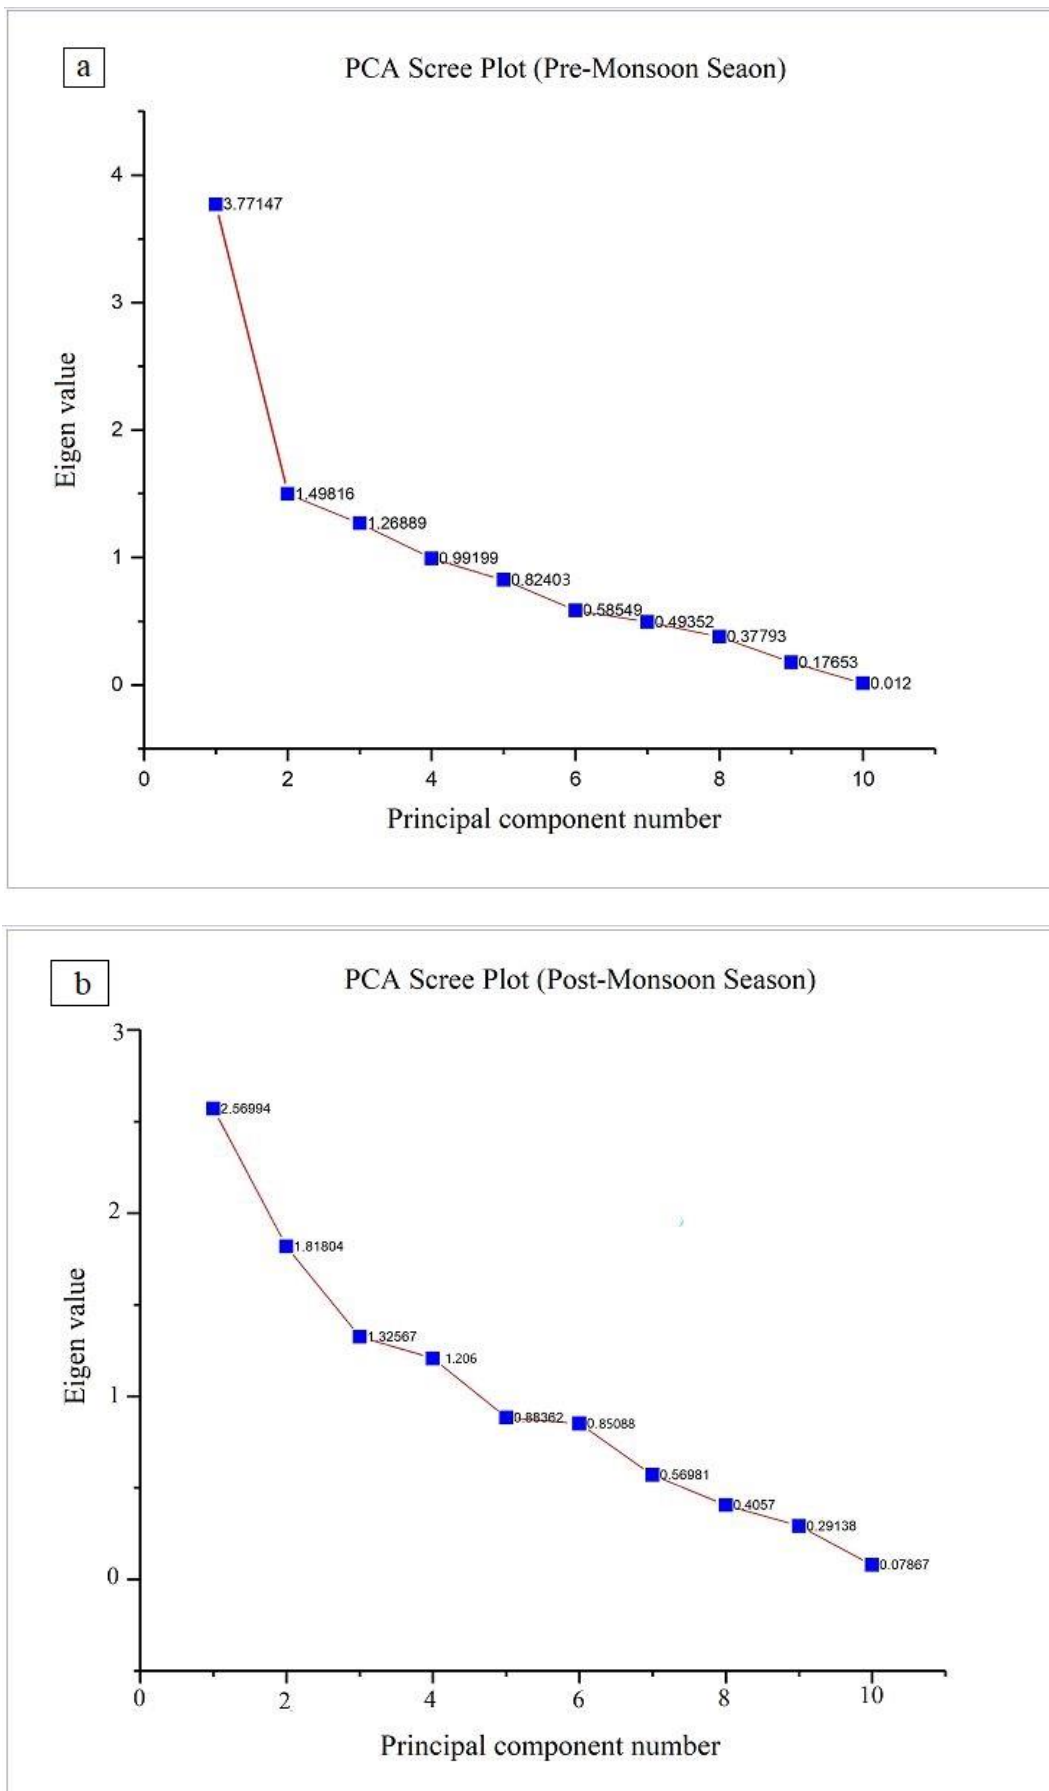 a
PCA Scree Plot (Pre-Monsoon Seaon)
4
3.77147
3
Eigen value
2
1.49816
1.26889
1
0.99199
0.82403
0.58549
0.49352
0.37793
0.17653
0
0.012
0 2 4 6 8 10
Principal component number
b
PCA Scree Plot (Post-Monsoon Season)
3
2.56994
2
1.81804
Eigen value
1.32567
1.206
1
0.88362
0.85088
0.56981
0.4057
0.29138
0
0.07867
0 2 4 6 8 10
Principal component number